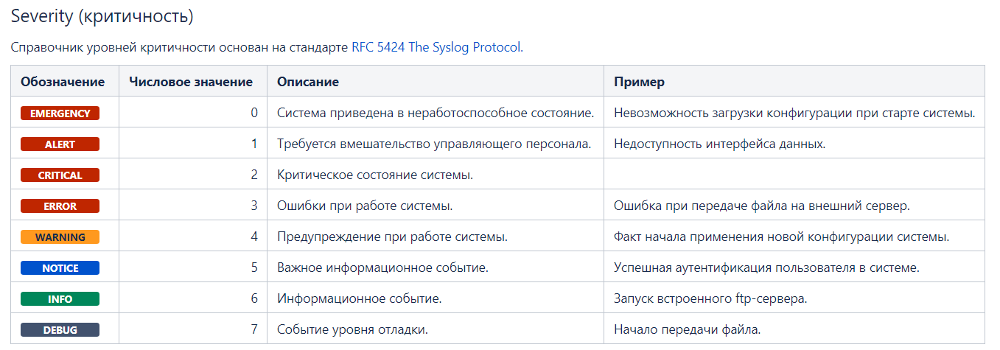 Severity (критичность)
Справочник уровней критичности основан на стандарте RFC 5424 The Syslog Protocol.
Обозначение Числовое значение Описание Пример
EMERGENCY 0 Система приведена в неработоспособное состояние. Невозможность загрузки конфигурации при старте системы.
ALERT 1 Требуется вмешательство управляющего персонала. Недоступность интерфейса данных.
CRITICAL 2 Критическое состояние системы.
ERROR 3 Ошибки при работе системы. Ошибка при передаче файла на внешний сервер.
WARNING 4 Предупреждение при работе системы. Факт начала применения новой конфигурации системы.
NOTICE 5 Важное информационное событие. Успешная аутентификация пользователя в системе.
INFO 6 Информационное событие. Запуск встроенного ftp-сервера.
DEBUG 7 Событие уровня отладки. Начало передачи файла.